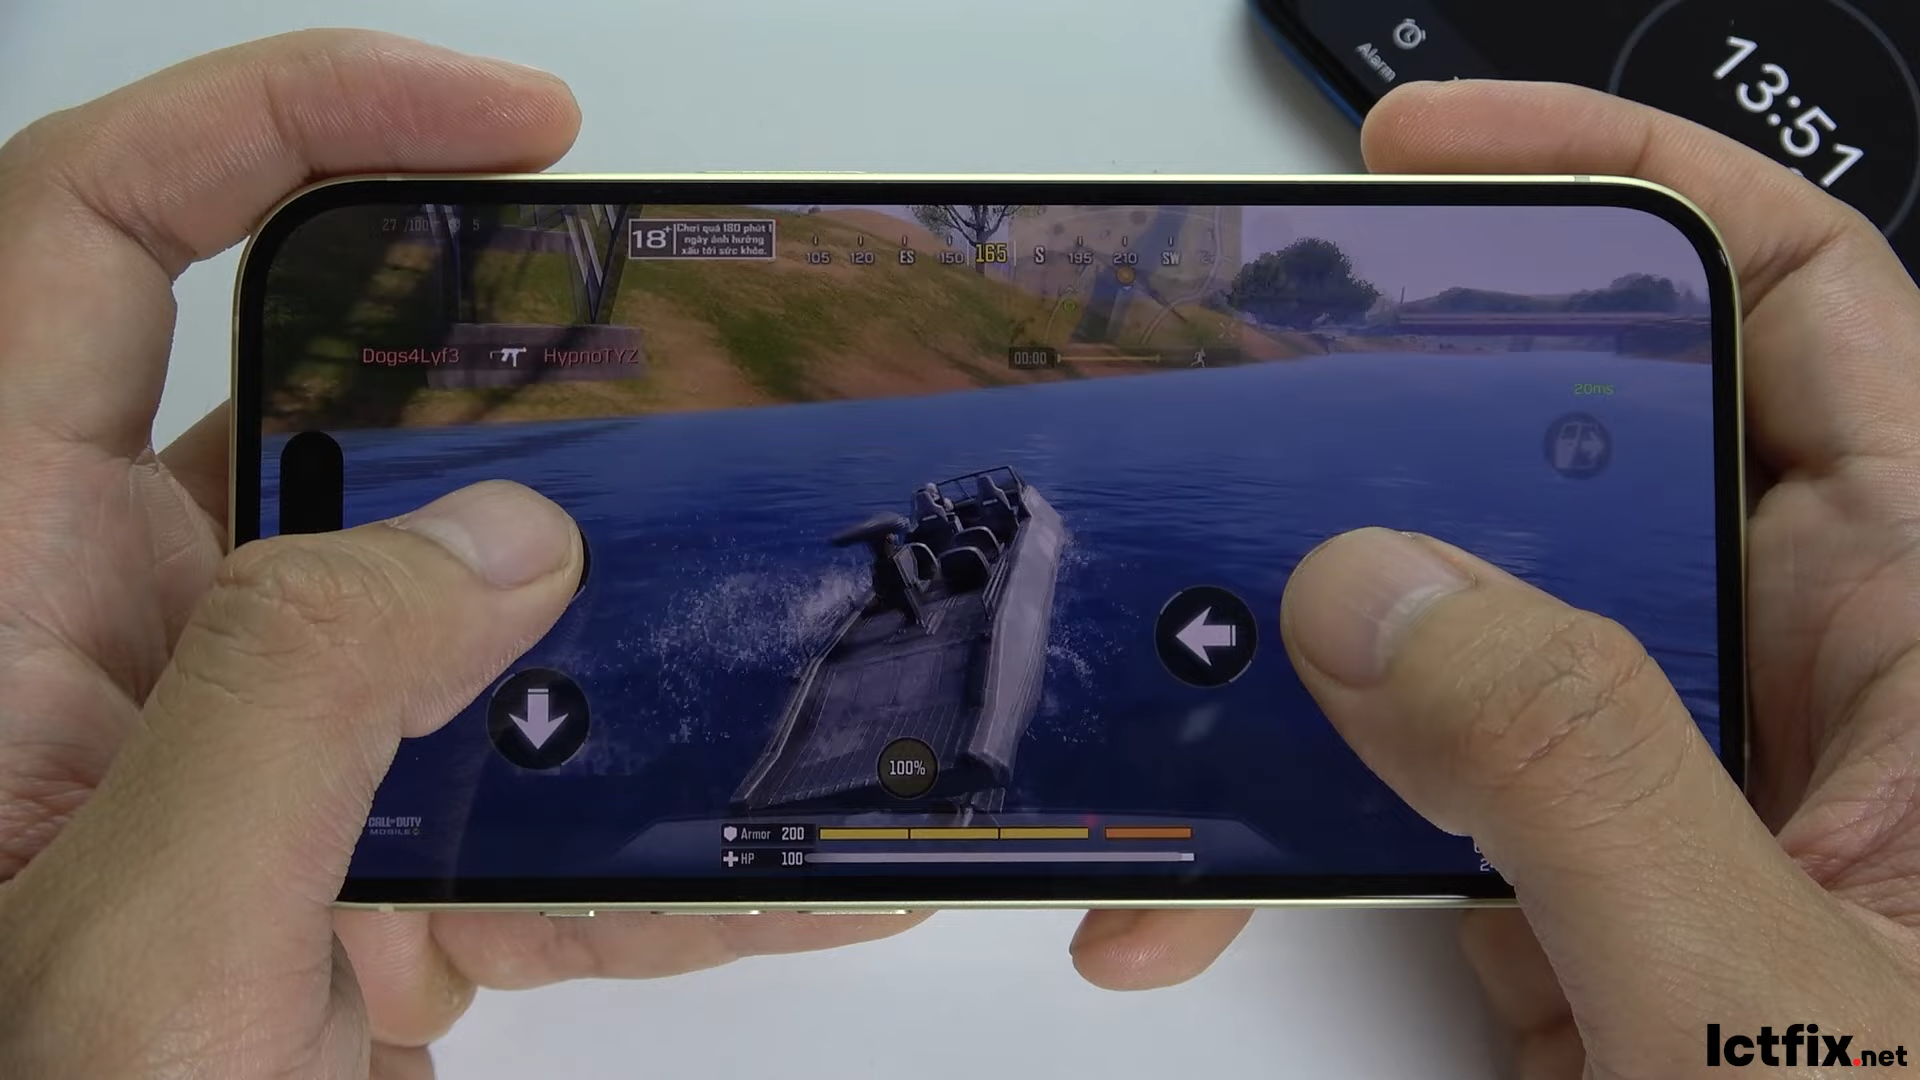 Alarm
13:51
27 /100 5
18+
Chơi quá 180 phút 1
ngày ảnh hưởng
xấu tới sức khỏe.
105 120 ES 150 165 S 195 210 SW
Dogs4Lyf3 HypnoTYZ
00:00
20ms
100%
CALL OF DUTY
MOBILE
Armor 200
HP 100
Ictfix.net